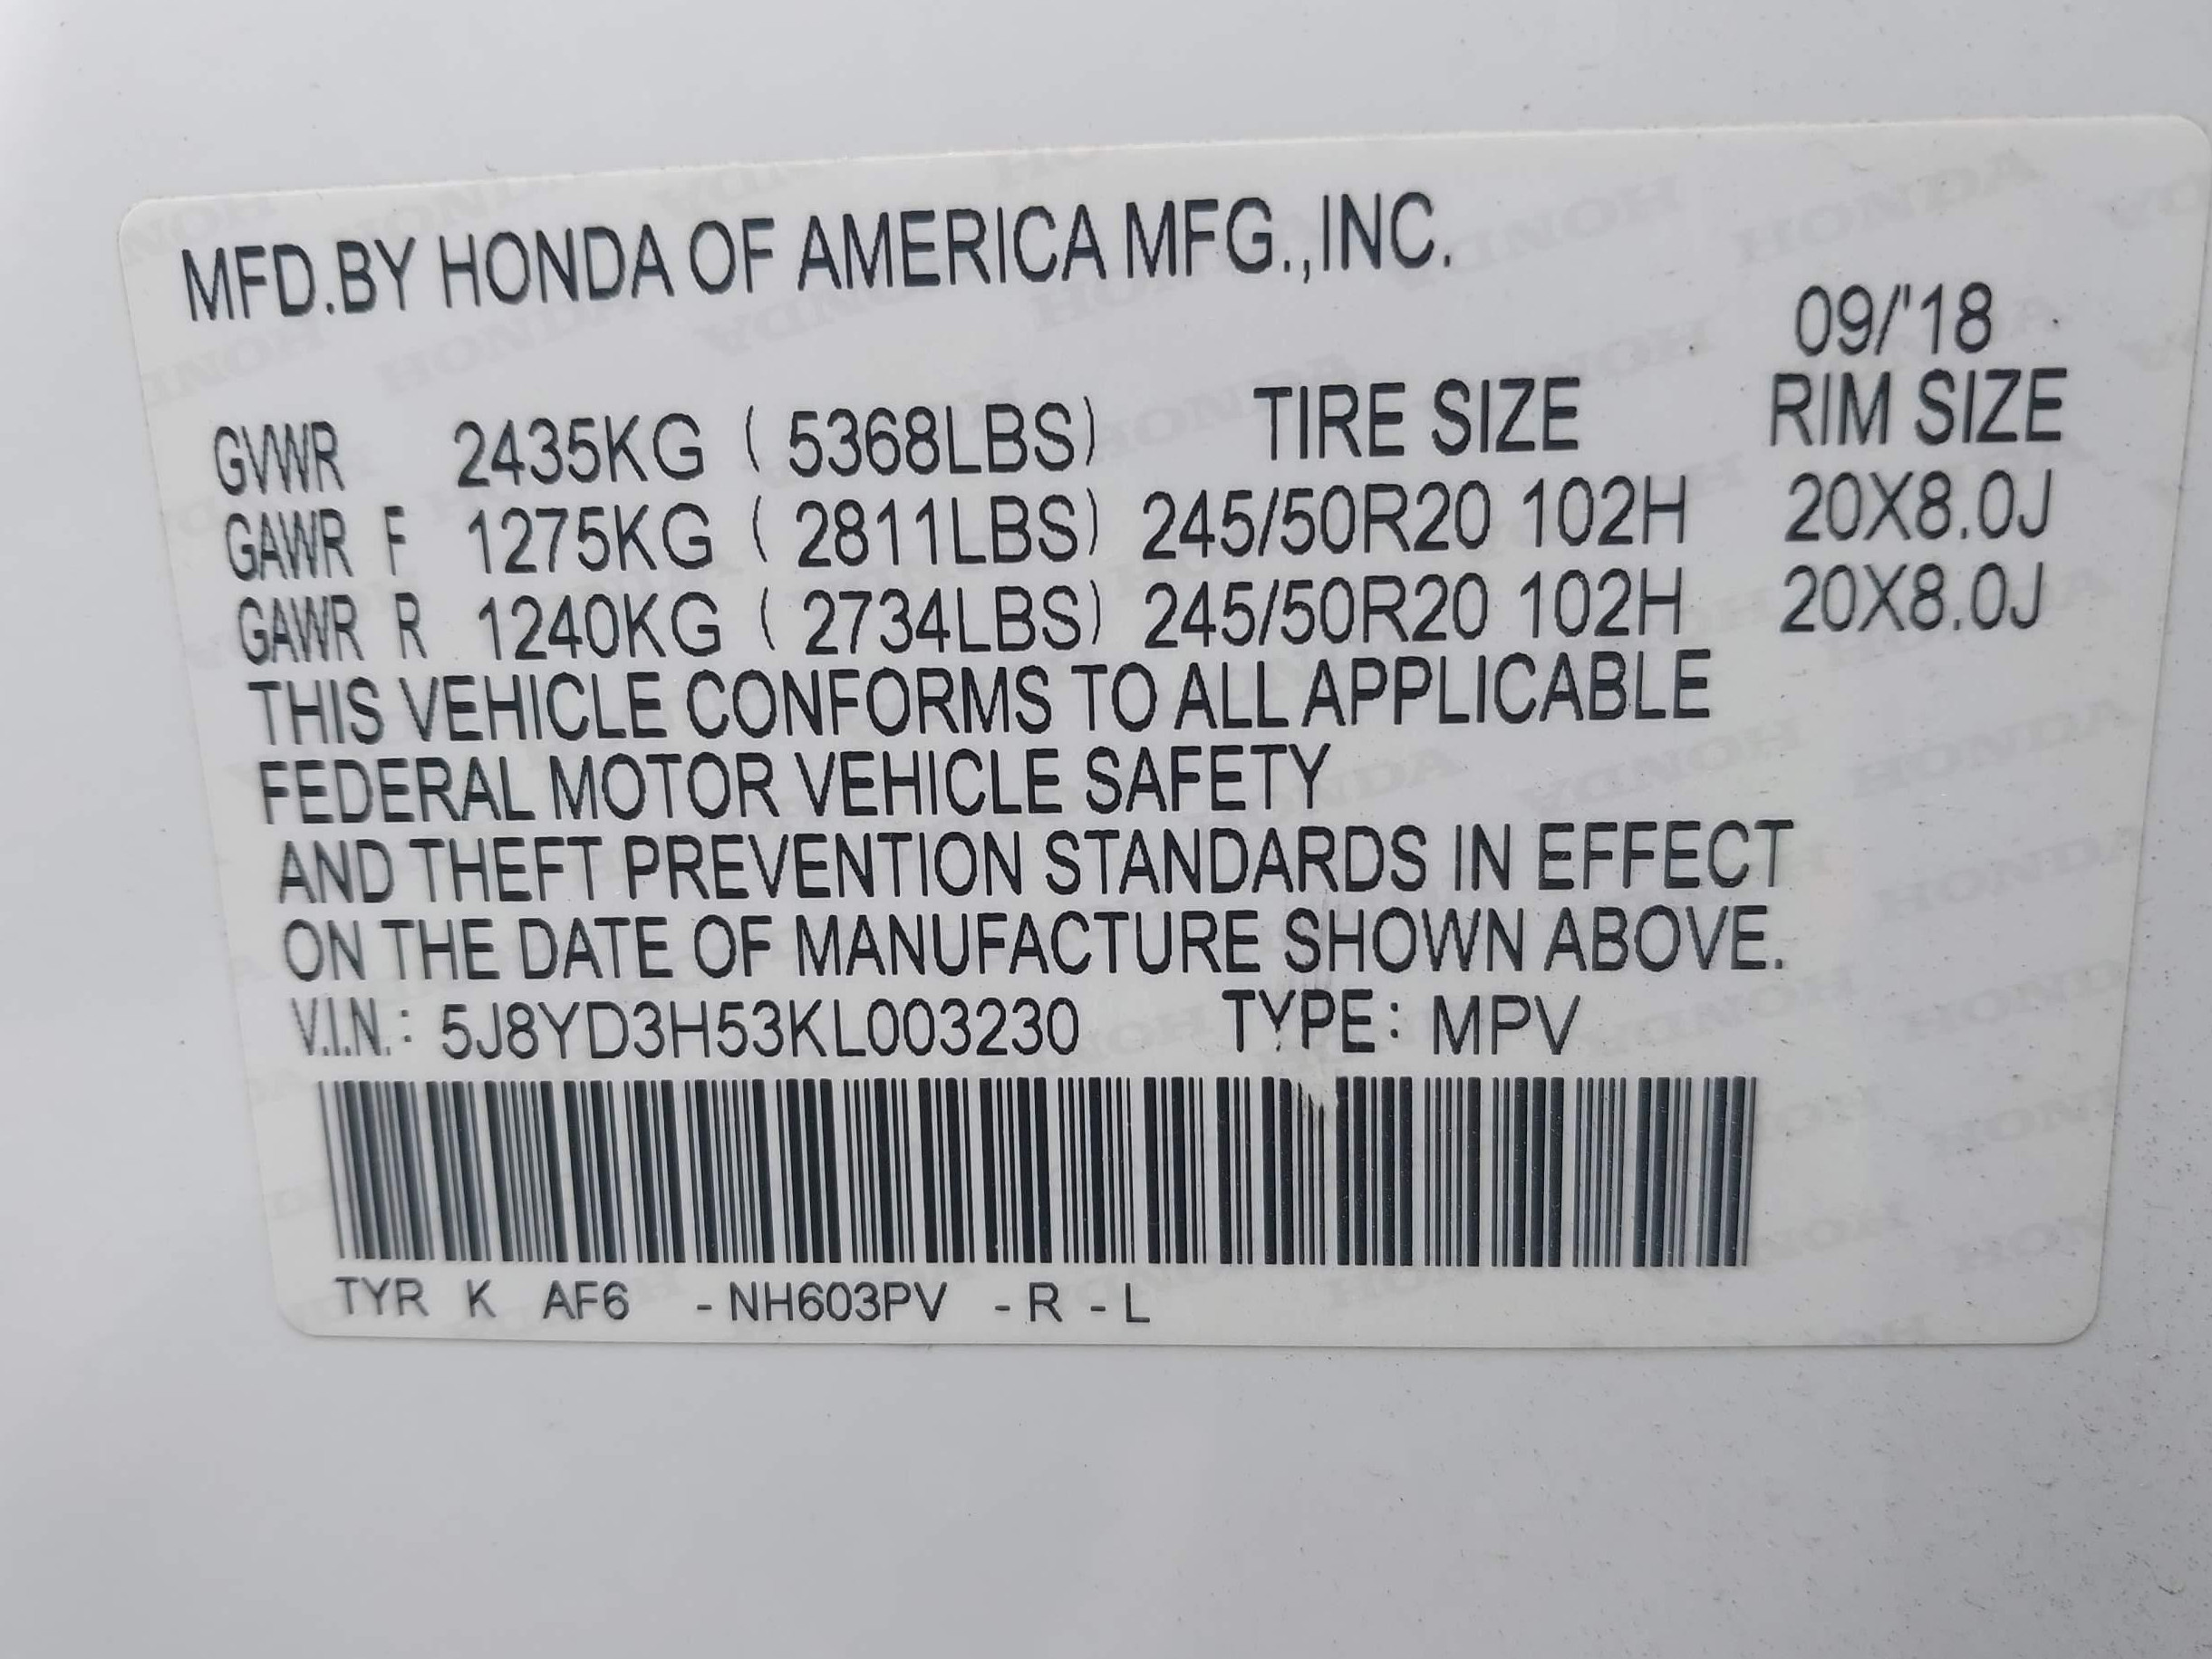 MFD.BY HONDA OF AMERICA MFG.,INC.
09/'18
TIRE SIZE RIM SIZE
GVWR 2435KG ( 5368LBS)
GAWR F 1275KG ( 2811LBS) 245/50R20 102H 20X8.0J
GAWR R 1240KG ( 2734LBS) 245/50R20 102H 20X8.0J
THIS VEHICLE CONFORMS TO ALL APPLICABLE
FEDERAL MOTOR VEHICLE SAFETY
AND THEFT PREVENTION STANDARDS IN EFFECT
ON THE DATE OF MANUFACTURE SHOWN ABOVE.
V.I.N.: 5J8YD3H53KL003230 TYPE: MPV
TYR K AF6 -NH603PV -R -L